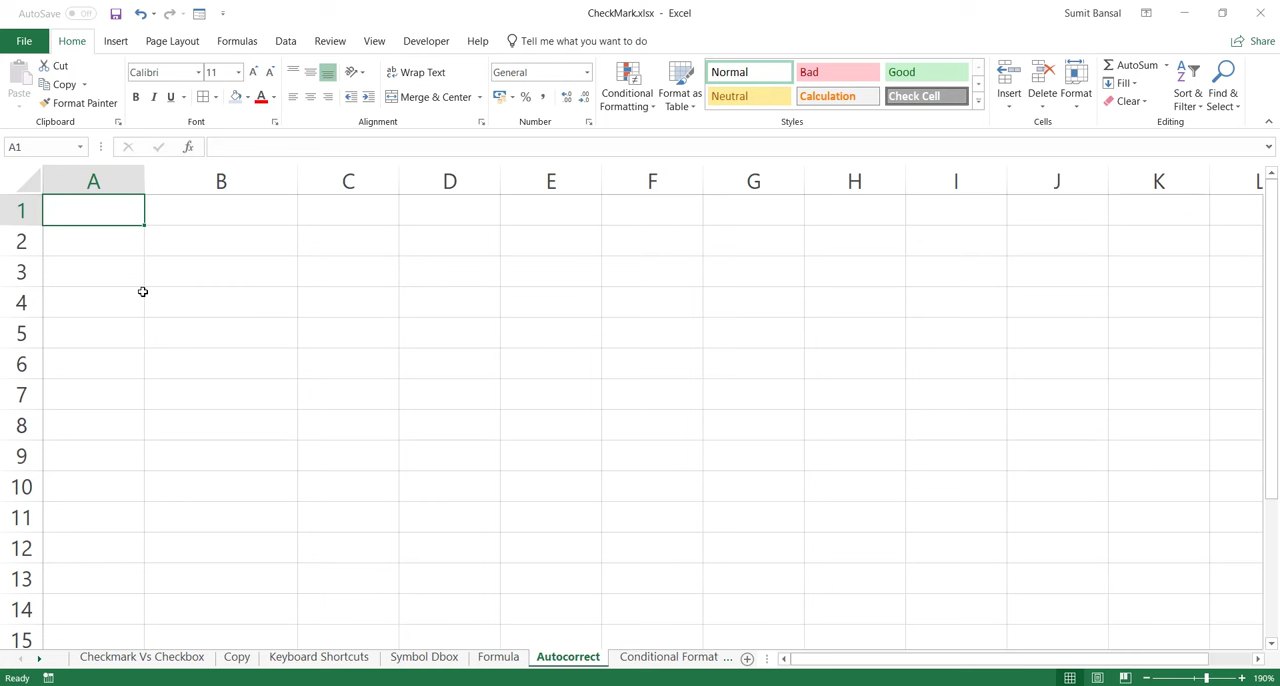 AutoSave Off
CheckMark.xlsx - Excel
Sumit Bansal
File Home Insert Page Layout Formulas Data Review View Developer Help Tell me what you want to do Share
Paste
Cut
Copy
Format Painter
Clipboard
Calibri 11
B I U A
Font
Wrap Text
Merge & Center
Alignment
General
$ % ,
Number
Conditional Formatting
Format as Table
Normal Bad Good
Neutral Calculation Check Cell
Styles
Insert Delete Format
Cells
AutoSum
Fill
Clear
Sort & Filter
Find & Select
Editing
A1 fx
A B C D E F G H I J K L
1
2
3
4
5
6
7
8
9
10
11
12
13
14
15
Checkmark Vs Checkbox Copy Keyboard Shortcuts Symbol Dbox Formula Autocorrect Conditional Format ...
Ready 190%